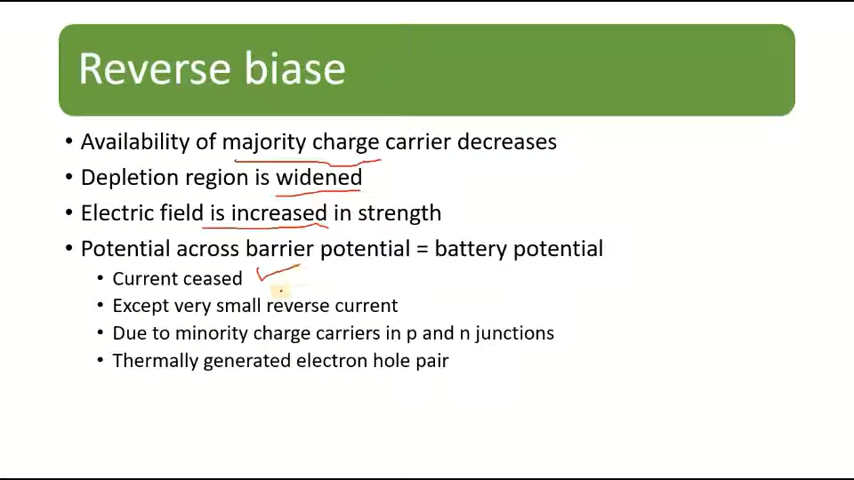 Reverse biase
• Availability of majority charge carrier decreases
• Depletion region is widened
• Electric field is increased in strength
• Potential across barrier potential = battery potential
• Current ceased
• Except very small reverse current
• Due to minority charge carriers in p and n junctions
• Thermally generated electron hole pair